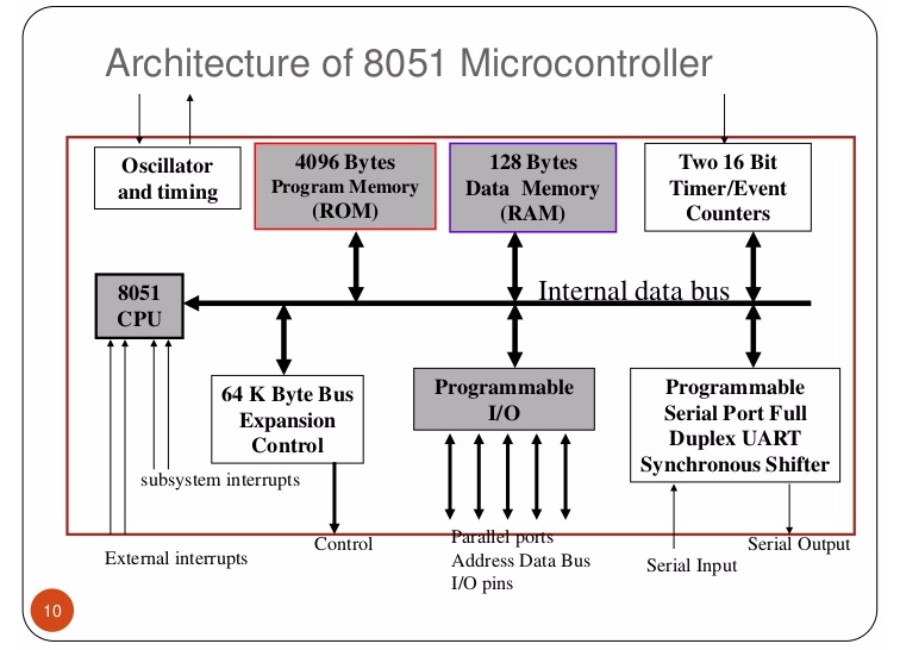 Architecture of 8051 Microcontroller
Oscillator
and timing
4096 Bytes
Program Memory
(ROM)
128 Bytes
Data Memory
(RAM)
Two 16 Bit
Timer/Event
Counters
8051
CPU
Internal data bus
64 K Byte Bus
Expansion
Control
Programmable
I/O
Programmable
Serial Port Full
Duplex UART
Synchronous Shifter
subsystem interrupts
External interrupts
Control
Parallel ports
Address Data Bus
I/O pins
Serial Input
Serial Output
10